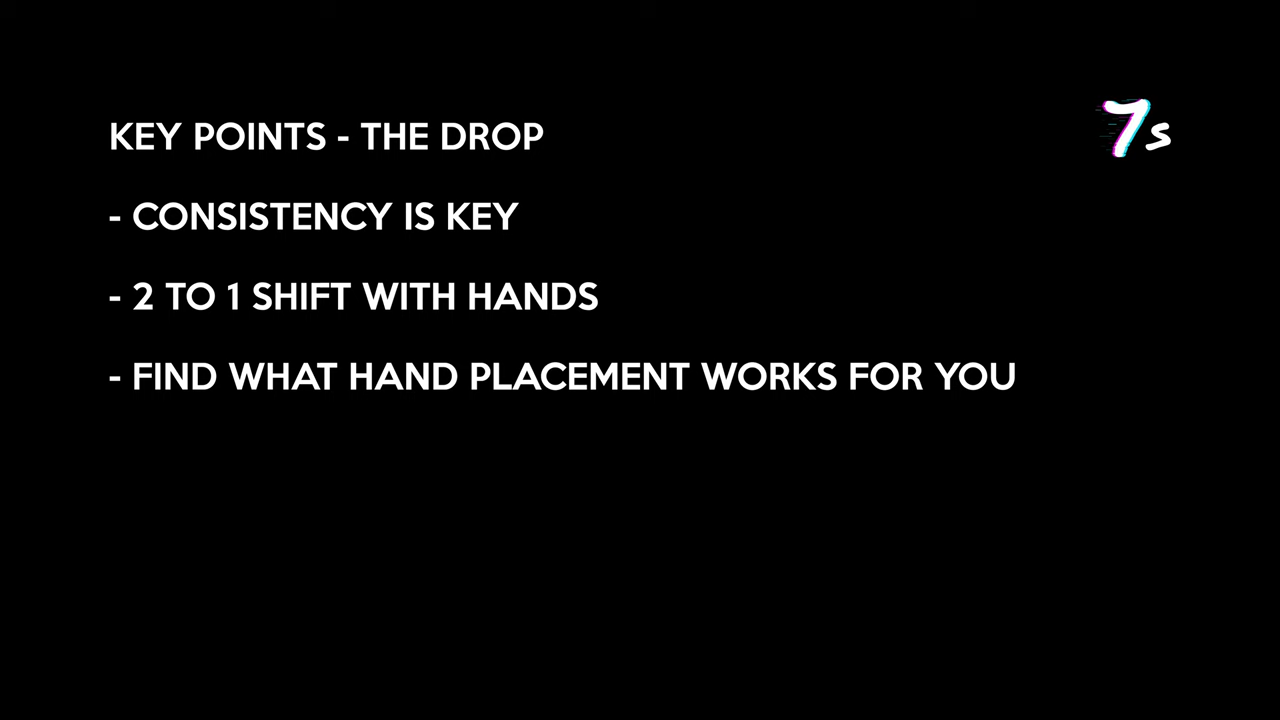 KEY POINTS - THE DROP
7s
- CONSISTENCY IS KEY
- 2 TO 1 SHIFT WITH HANDS
- FIND WHAT HAND PLACEMENT WORKS FOR YOU